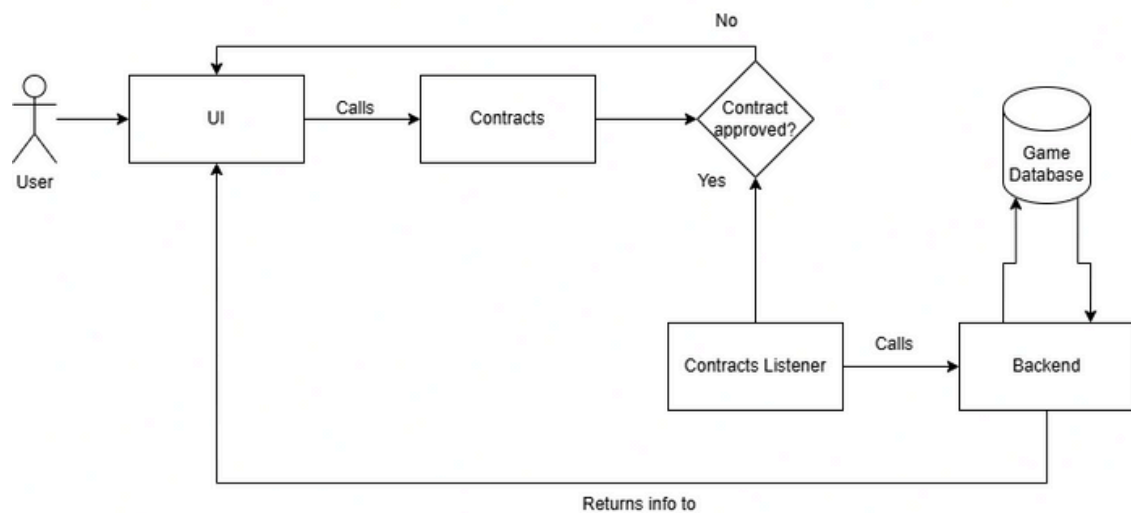 No
UI
Calls
Contracts
Contract
approved?
Game
Database
User
Yes
Contracts Listener
Calls
Backend
Returns info to